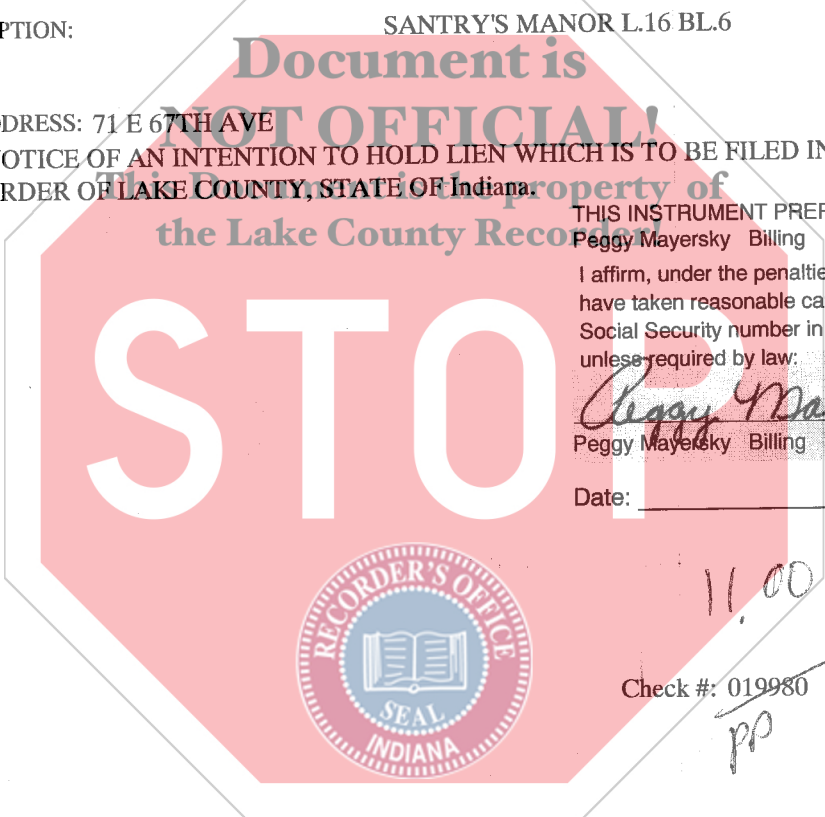 PTION: SANTRY'S MANOR L.16 BL.6
Document is
DRESS: 71 E 67TH AVE
NOT OFFICIAL!
OTICE OF AN INTENTION TO HOLD LIEN WHICH IS TO BE FILED IN
RDER OF LAKE COUNTY, STATE OF Indiana.
This Document is the property of
the Lake County Recorder!
THIS INSTRUMENT PREP
Peggy Mayersky Billing
I affirm, under the penaltie
have taken reasonable ca
Social Security number in
unless required by law:
Peggy Ma
Peggy Mayersky Billing
Date:
STOP
11.00
RECORDER'S OFFICE
SEAL
INDIANA
Check #: 019980
PP